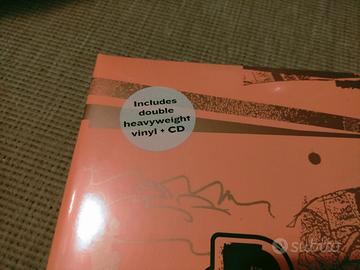 Includes
double
heavyweight
vinyl + CD
subito